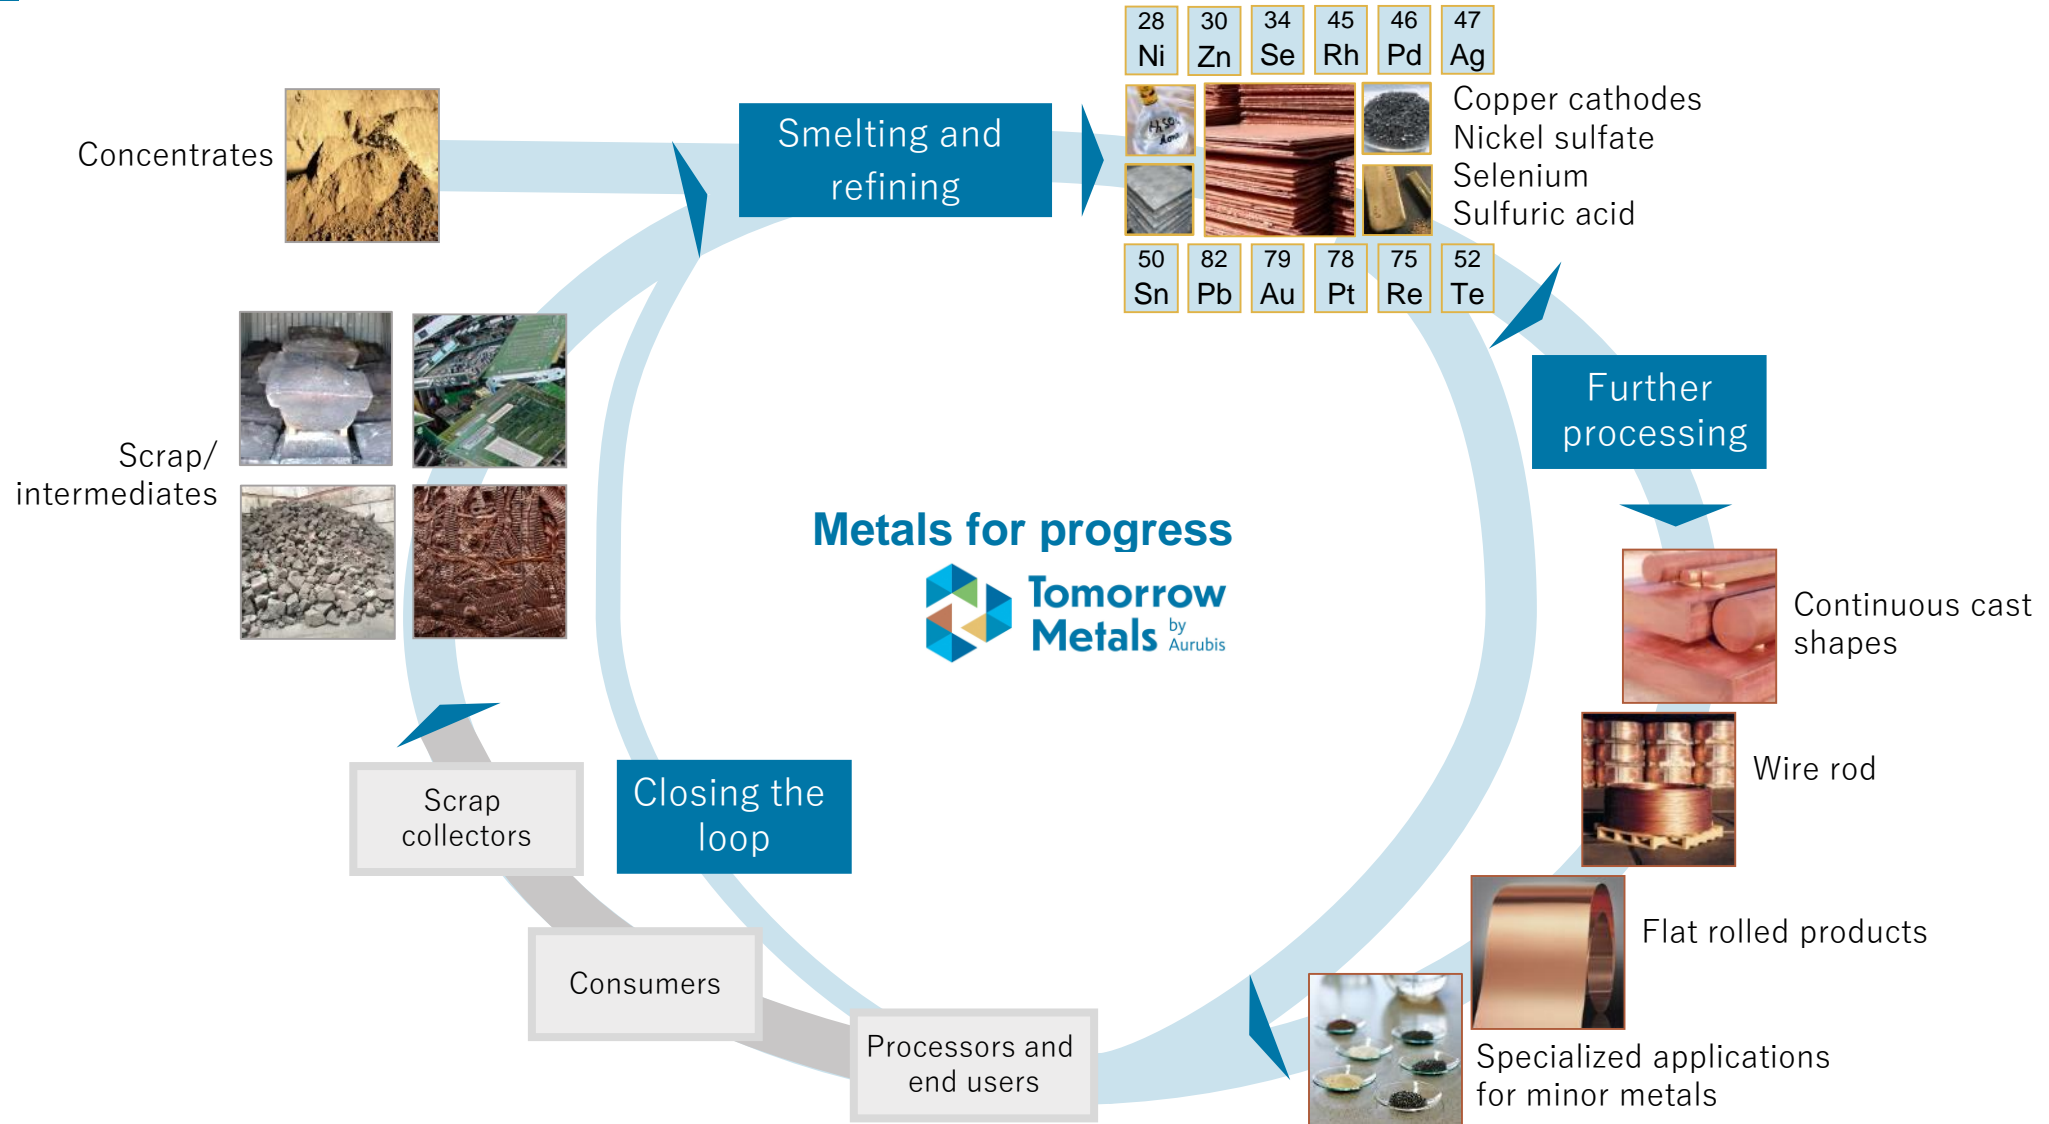 28
Ni
30
Zn
34
Se
45
Rh
46
Pd
47
Ag
Concentrates
Smelting and
refining
Copper cathodes
Nickel sulfate
Selenium
Sulfuric acid
50
Sn
82
Pb
79
Au
78
Pt
75
Re
52
Te
Further
processing
Scrap/
intermediates
Metals for progress
Tomorrow
Metals by
Aurubis
Continuous cast
shapes
Wire rod
Scrap
collectors
Closing the
loop
Flat rolled products
Consumers
Processors and
end users
Specialized applications
for minor metals